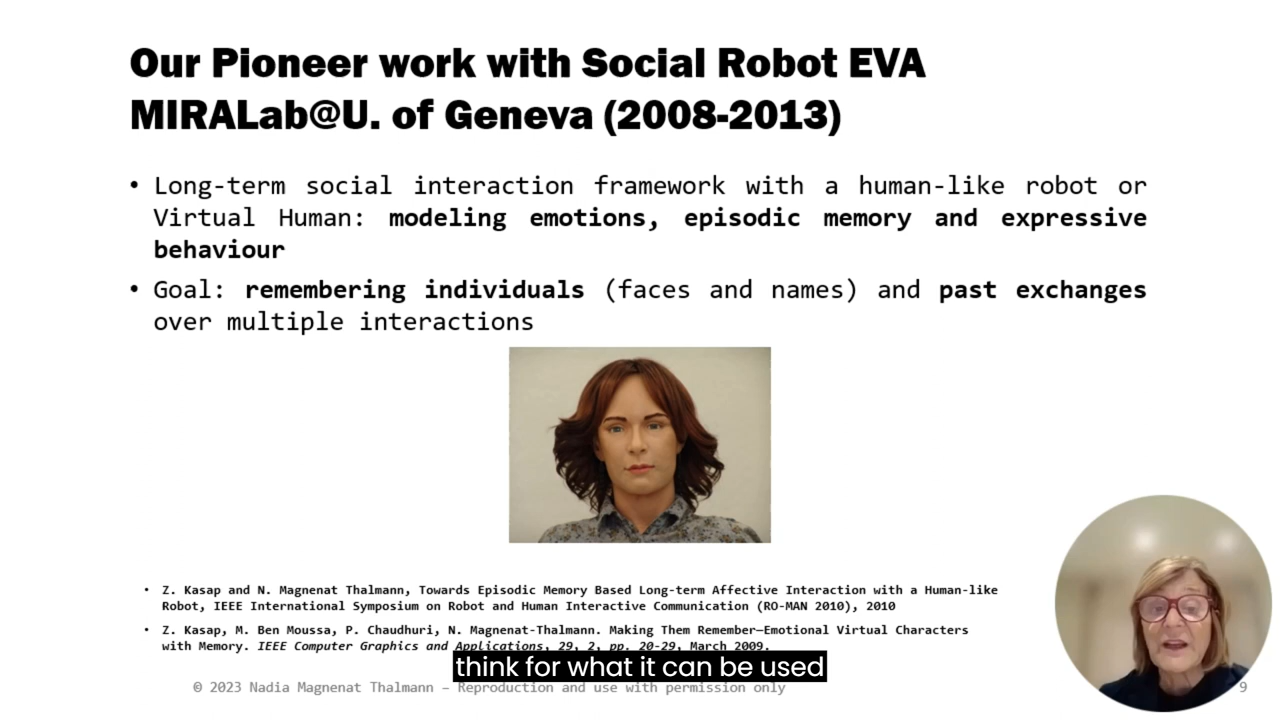 Our Pioneer work with Social Robot EVA
MIRALab@U. of Geneva (2008-2013)
• Long-term social interaction framework with a human-like robot or
Virtual Human: modeling emotions, episodic memory and expressive
behaviour
• Goal: remembering individuals (faces and names) and past exchanges
over multiple interactions
• Z. Kasap and N. Magnenat Thalmann, Towards Episodic Memory Based Long-term Affective Interaction with a Human-like
Robot, IEEE International Symposium on Robot and Human Interactive Communication (RO-MAN 2010), 2010
• Z. Kasap, M. Ben Moussa, P. Chaudhuri, N. Magnenat-Thalmann. Making Them Remember—Emotional Virtual Characters
with Memory. IEEE Computer Graphics and Applications, 29, 2, pp. 20-29, March 2009.
think for what it can be used
© 2023 Nadia Magnenat Thalmann – Reproduction and use with permission only
9